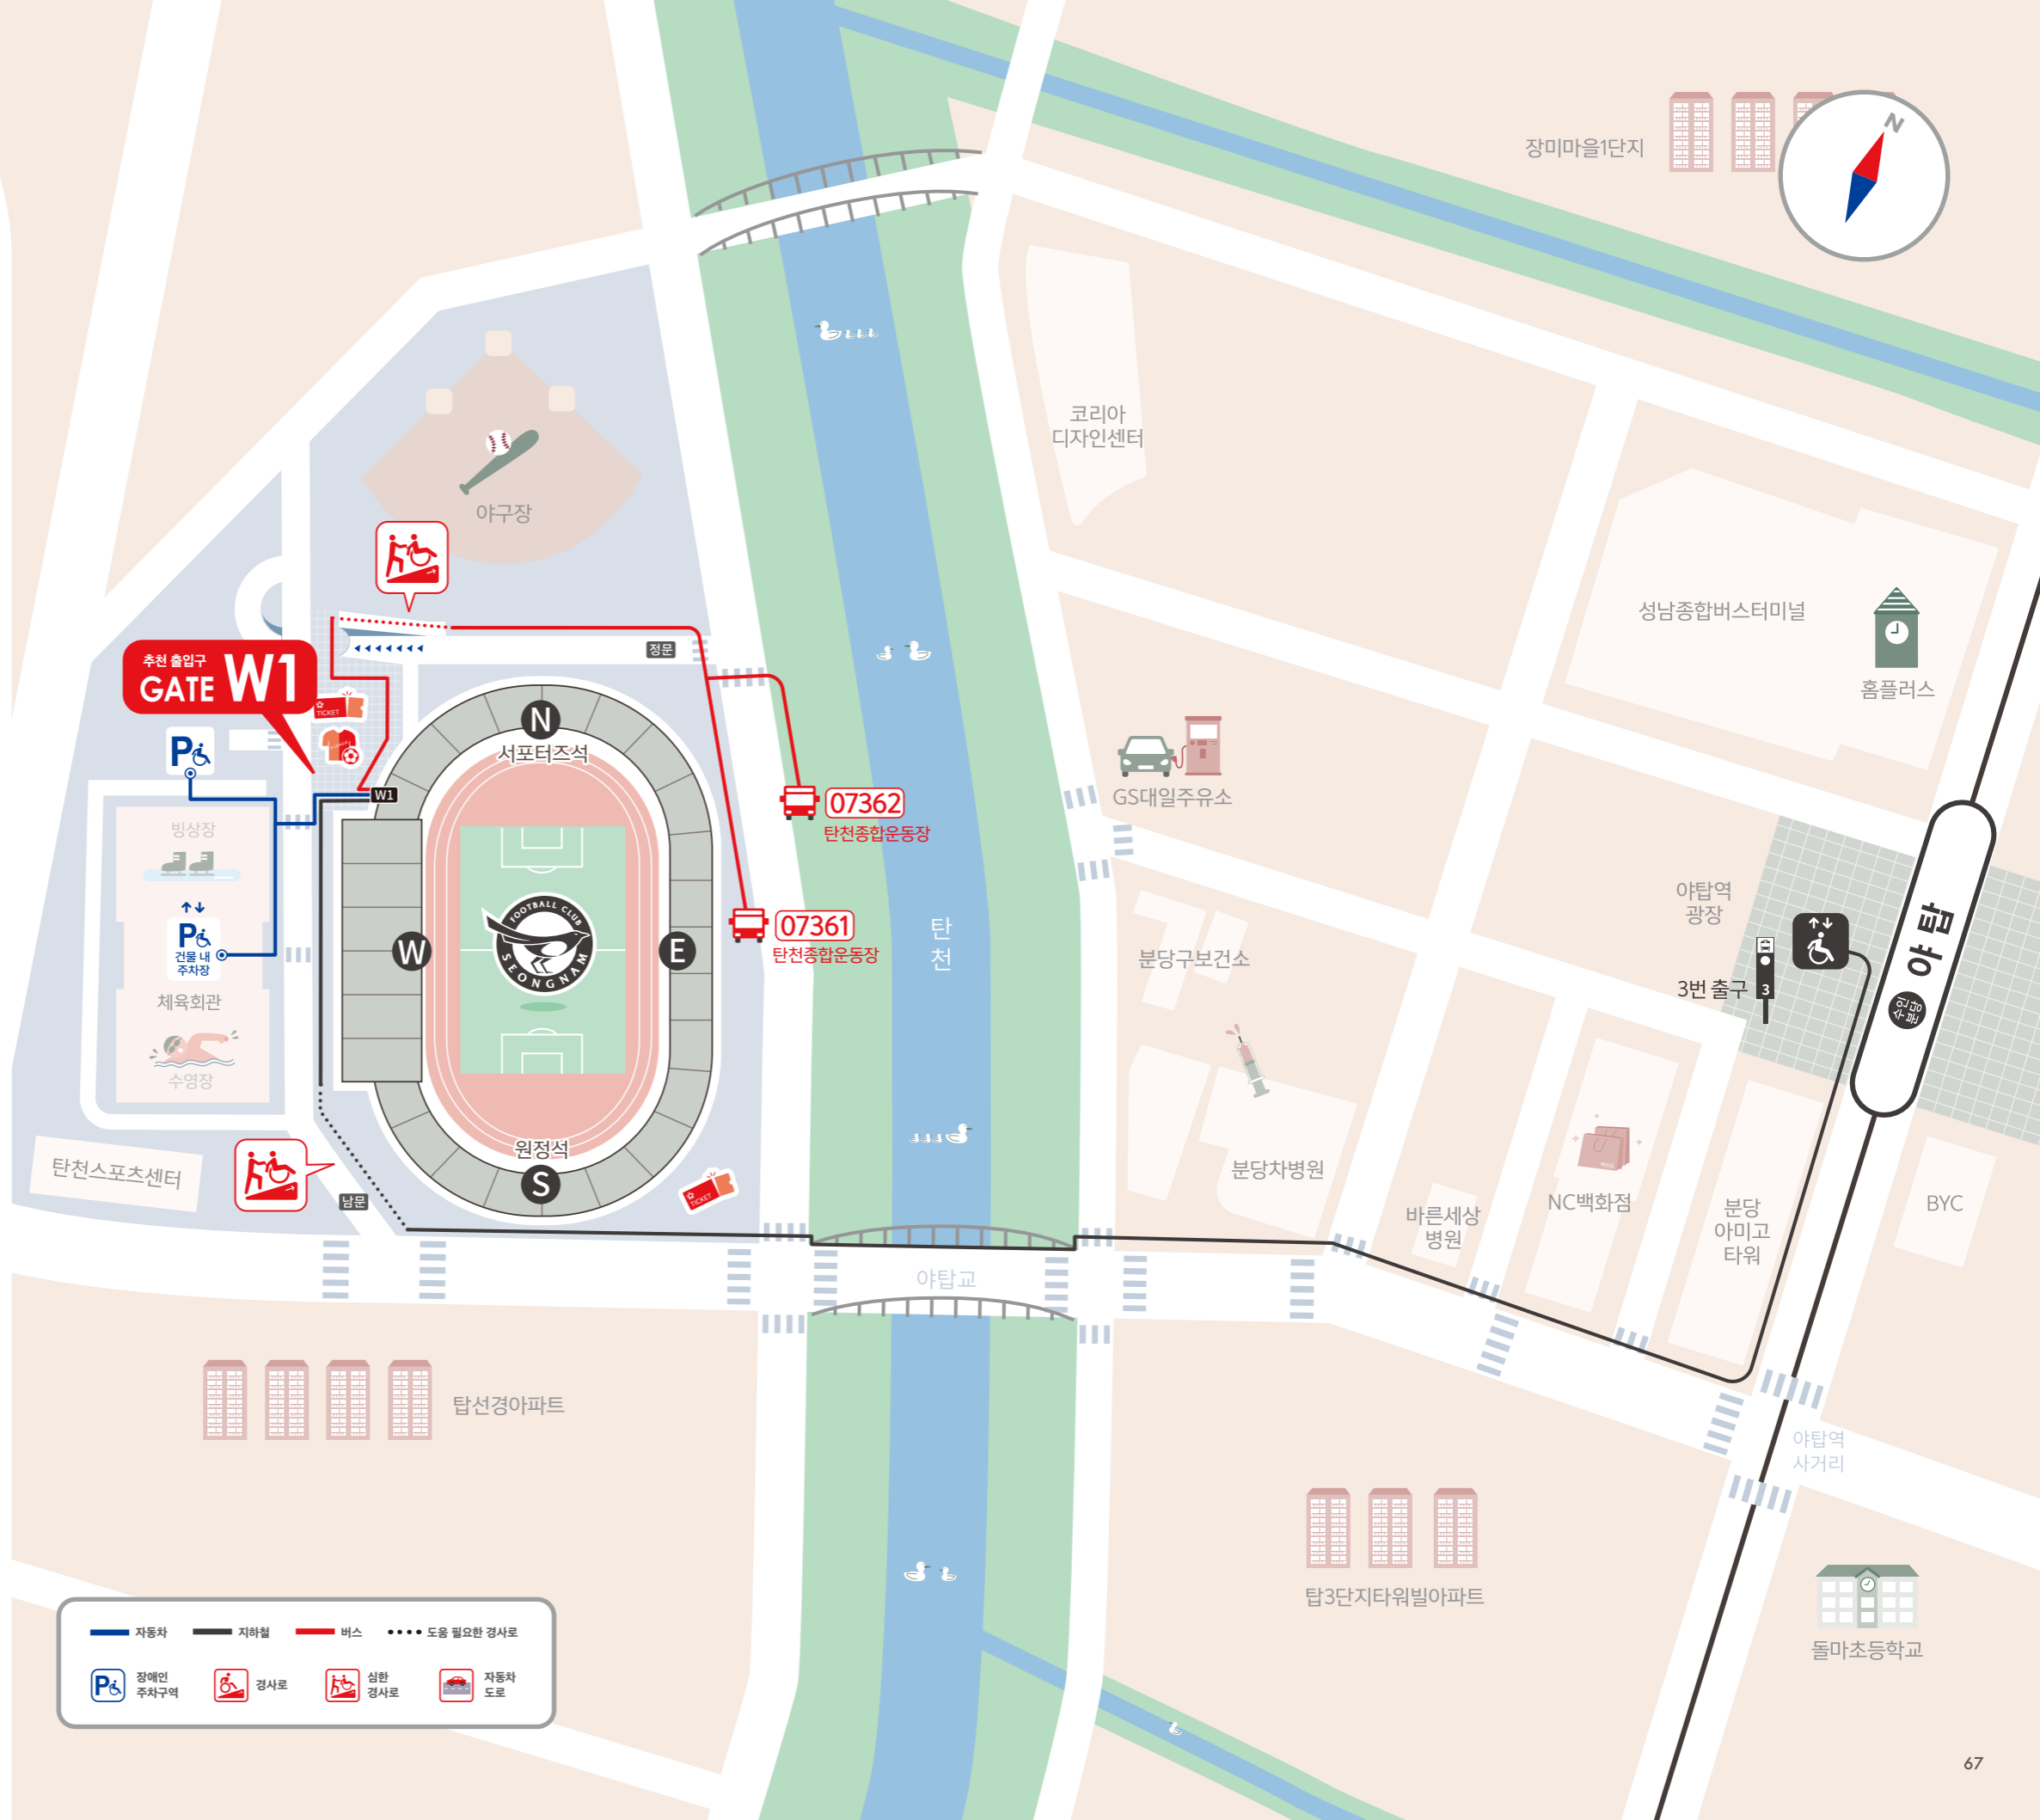 N
장미마을1단지
코리아
디자인센터
야구장
성남종합버스터미널
홈플러스
정문
추천 출입구
GATE W1
TICKET
N
서포터즈석
W1
GS대일주유소
07362
탄천종합운동장
빙상장
야탑역
광장
야탑
수인
분당
3번 출구
3
FOOTBALL CLUB
SEONGNAM
W
E
07361
탄천종합운동장
탄천
분당구보건소
P
P
건물 내
주차장
체육회관
수영장
원정석
S
TICKET
탄천스포츠센터
남문
분당차병원
바른세상
병원
NC백화점
분당
아미고
타워
BYC
야탑교
탑선경아파트
야탑역
사거리
탑3단지타워빌아파트
돌마초등학교
자동차
지하철
버스
도움 필요한 경사로
P
장애인
주차구역
경사로
심한
경사로
자동차
도로
67